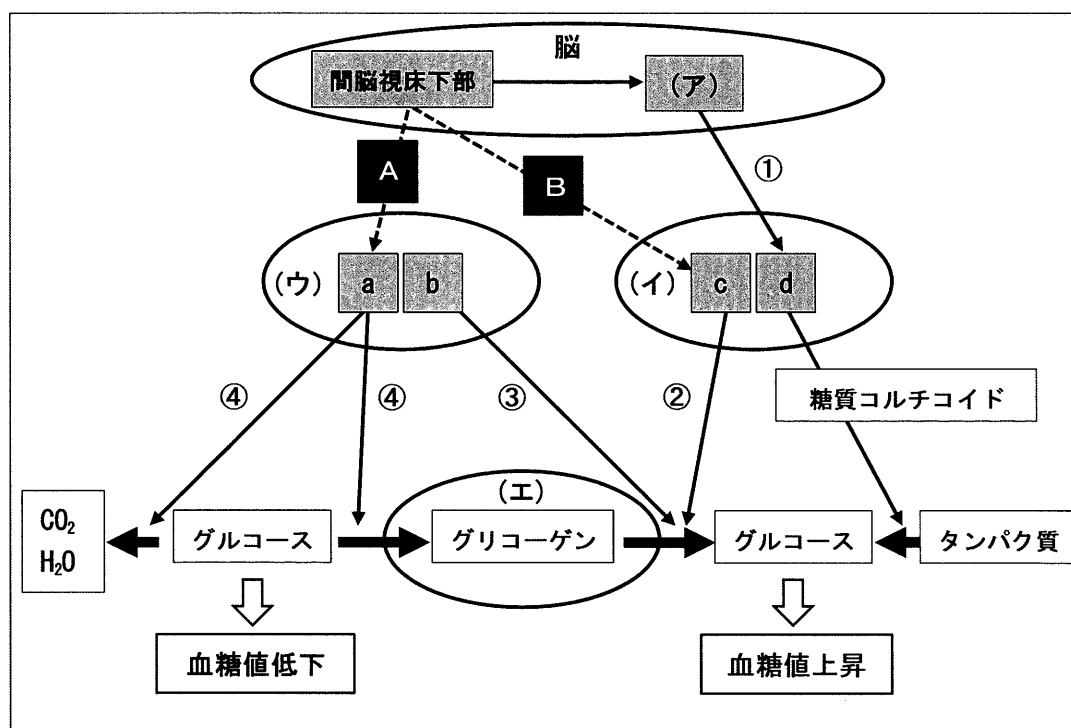 脳
間脳視床下部
(ア)
A
B
①
(ウ)
a
b
(イ)
c
d
④
④
③
②
糖質コルチコイド
(エ)
CO₂
H₂O
グルコース
グリコーゲン
グルコース
タンパク質
血糖値低下
血糖値上昇